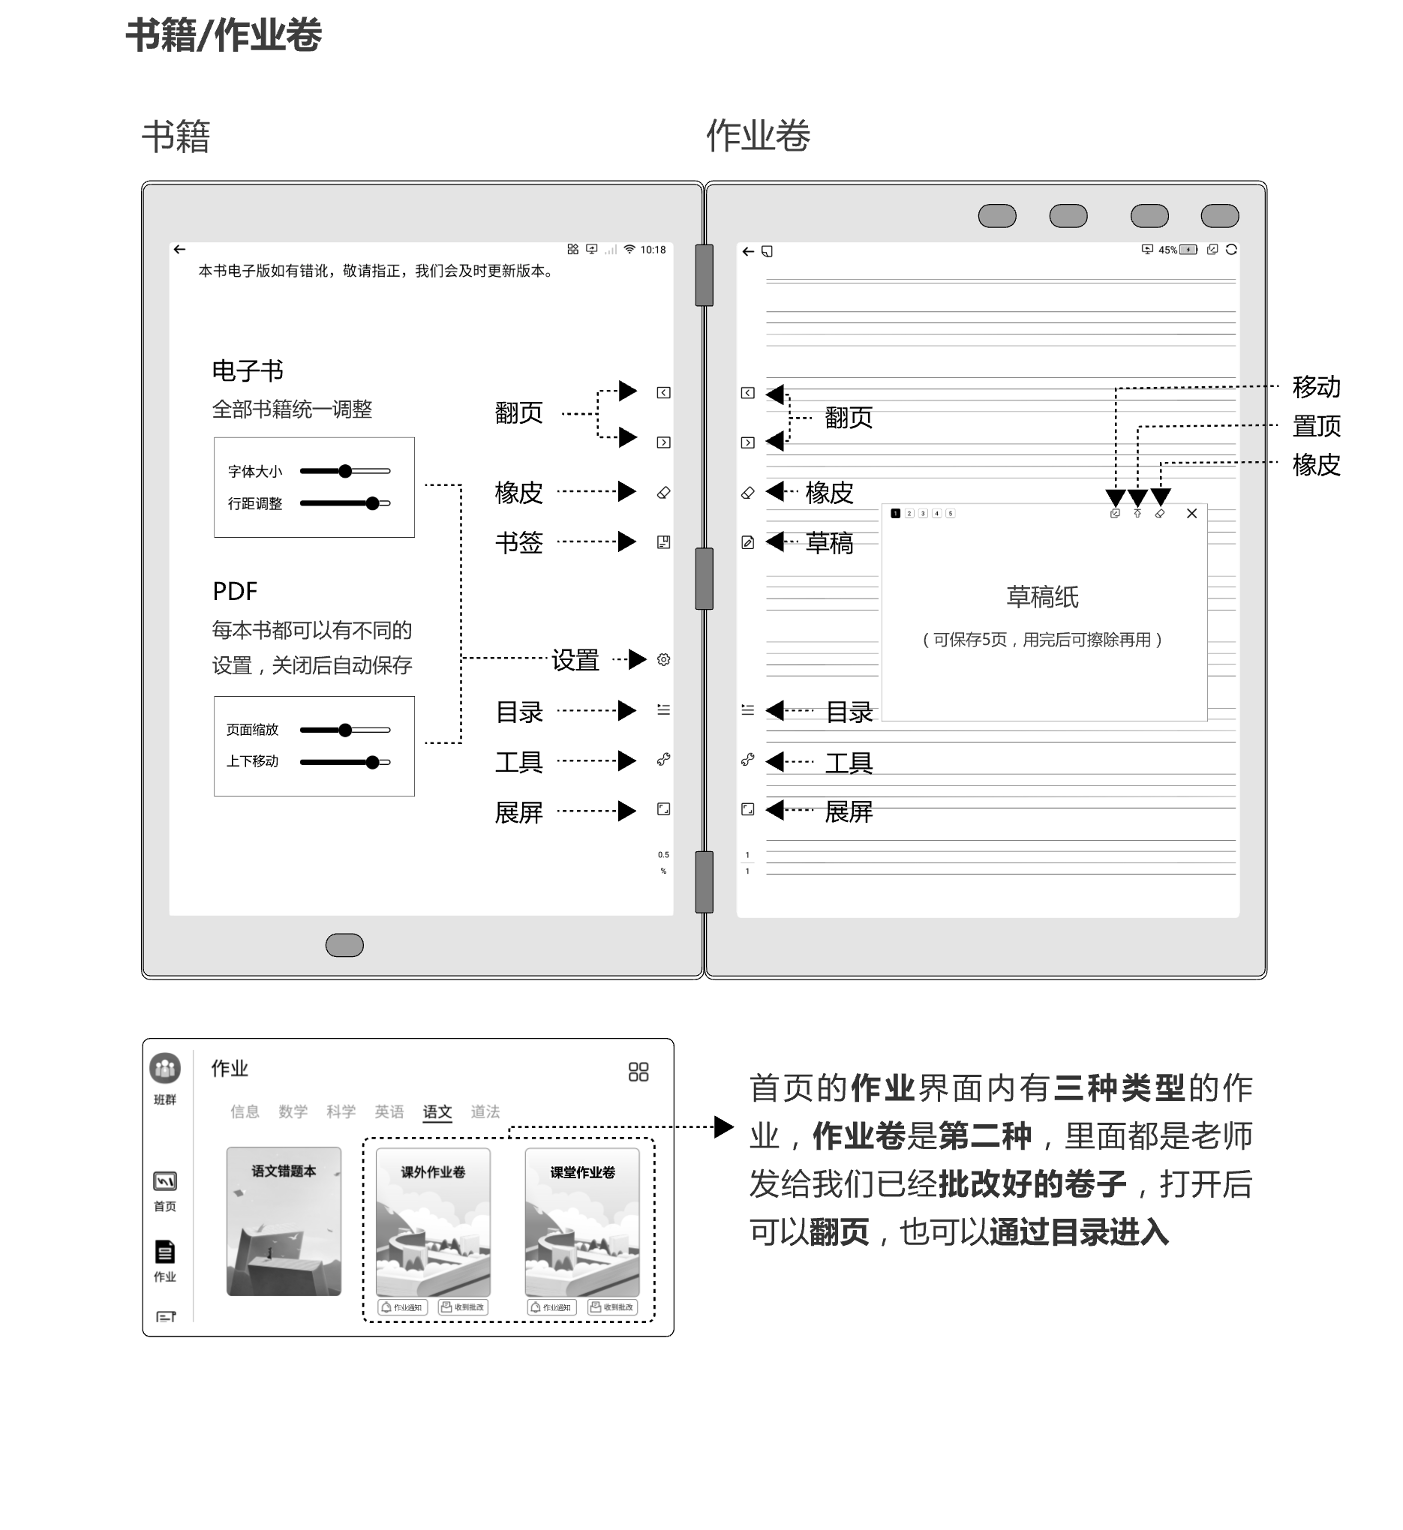 书籍/作业卷
书籍
作业卷
10:18
本书电子版如有错讹，敬请指正，我们会及时更新版本。
电子书
全部书籍统一调整
字体大小
行距调整
PDF
每本书都可以有不同的
设置，关闭后自动保存
页面缩放
上下移动
翻页
橡皮
书签
设置
目录
工具
展屏
0.5
%
45%
翻页
橡皮
草稿
目录
工具
展屏
1
1
移动
置顶
橡皮
1 2 3 4 5
草稿纸
（可保存5页，用完后可擦除再用）
班群
首页
作业
作业
信息 数学 科学 英语 语文 道法
语文错题本
课外作业卷
课堂作业卷
作业通知 收到批改
作业通知 收到批改
首页的作业界面内有三种类型的作
业，作业卷是第二种，里面都是老师
发给我们已经批改好的卷子，打开后
可以翻页，也可以通过目录进入